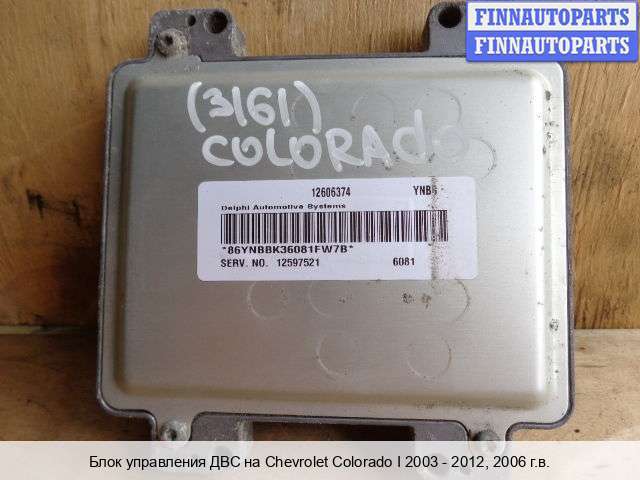 FINNAUTOPARTS
FINNAUTOPARTS
(3161)
COLORADO
12606374 YNBB
Delphi Automotive Systems
*86YNBBK36081FW7B*
SERV. NO. 12597521 6081
Блок управления ДВС на Chevrolet Colorado I 2003 - 2012, 2006 г.в.